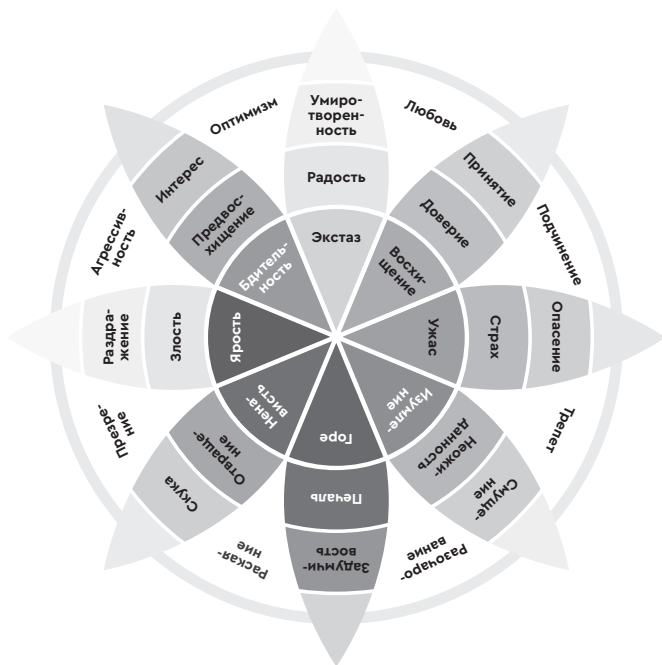 Умиро-
творен-
ность
Радость
Экстаз
Любовь
Принятие
Доверие
Восхи-
щение
Подчинение
Опасение
Страх
Ужас
Трепет
Смуще-
ние
Неожи-
данность
Изумле-
ние
Разочаро-
вание
Задумчи-
вость
Печаль
Горе
Раская-
ние
Скука
Отвраще-
ние
Нена-
висть
Презре-
ние
Раздра-
жение
Злость
Ярость
Агрессив-
ность
Интерес
Предвос-
хищение
Бдитель-
ность
Оптимизм